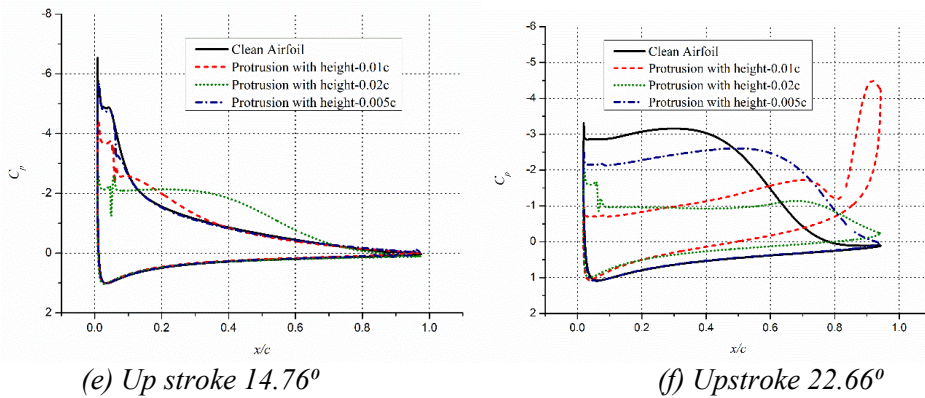 -8
-6
-4
-2
0
2
0.0 0.2 0.4 0.6 0.8 1.0
Cp
x/c
Clean Airfoil
Protrusion with height-0.01c
Protrusion with height-0.02c
Protrusion with height-0.005c
(e) Up stroke 14.76º
-6
-5
-4
-3
-2
-1
0
1
2
0.0 0.2 0.4 0.6 0.8 1.0
Cp
x/c
Clean Airfoil
Protrusion with height-0.01c
Protrusion with height-0.02c
Protrusion with height-0.005c
(f) Upstroke 22.66º